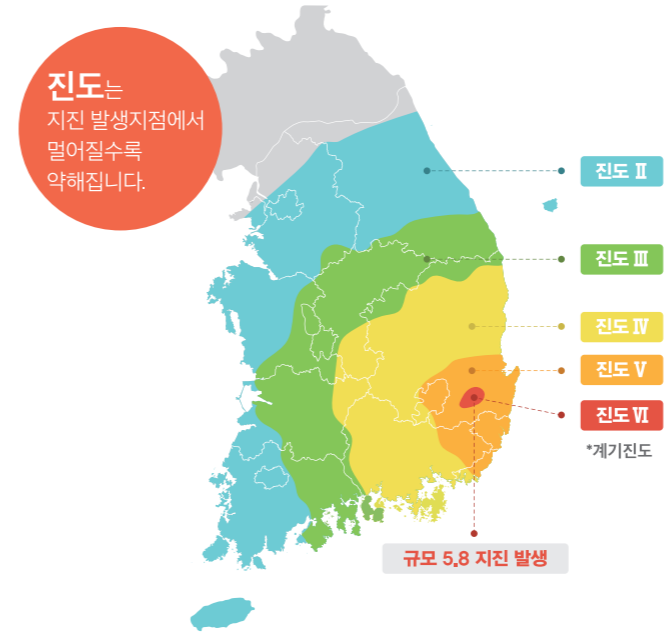 진도는
지진 발생지점에서
멀어질수록
약해집니다.
진도 Ⅱ
진도 Ⅲ
진도 Ⅳ
진도 Ⅴ
진도 Ⅵ
*계기진도
규모 5.8 지진 발생